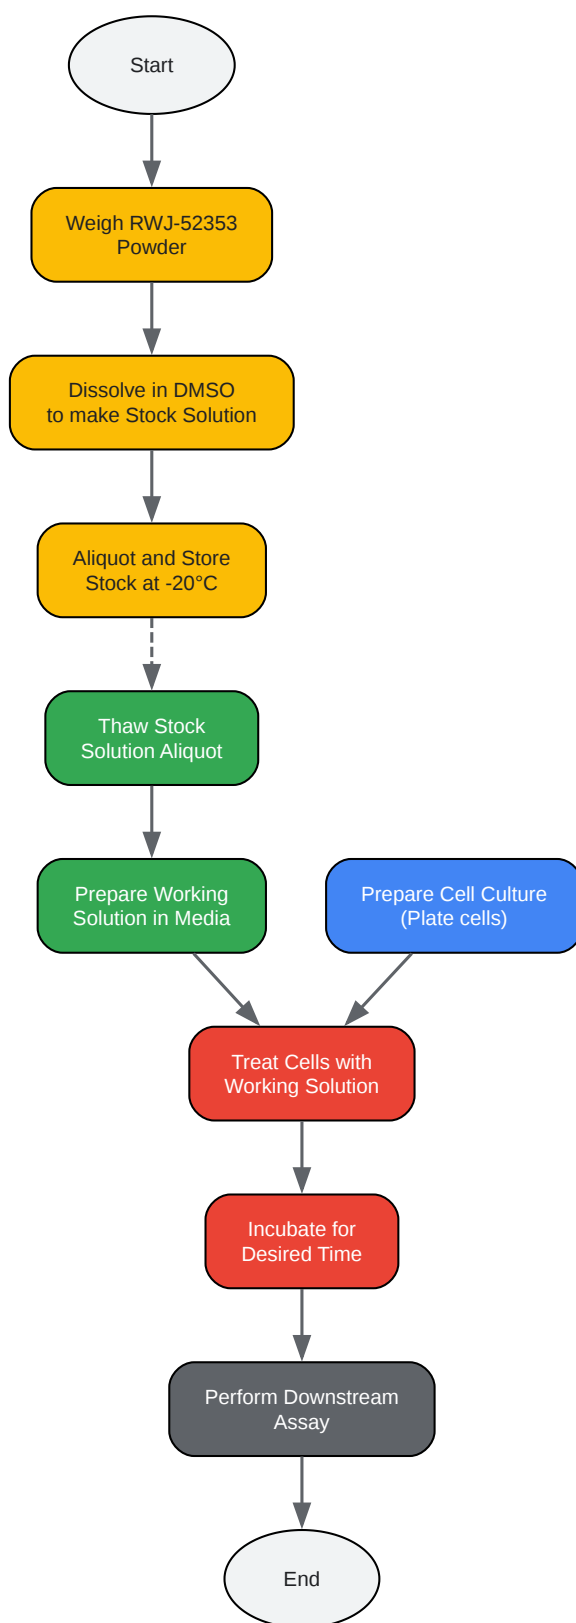 Start
Weigh RWJ-52353
Powder
Dissolve in DMSO
to make Stock Solution
Aliquot and Store
Stock at -20°C
Thaw Stock
Solution Aliquot
Prepare Working
Solution in Media
Prepare Cell Culture
(Plate cells)
Treat Cells with
Working Solution
Incubate for
Desired Time
Perform Downstream
Assay
End